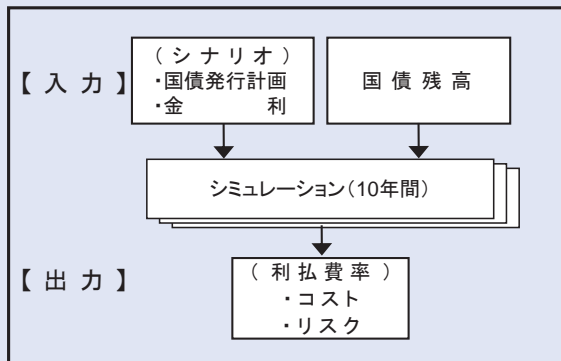 【入力】
（シナリオ）
・国債発行計画
・金利
国債残高
シミュレーション（10年間）
【出力】
（利払費率）
・コスト
・リスク